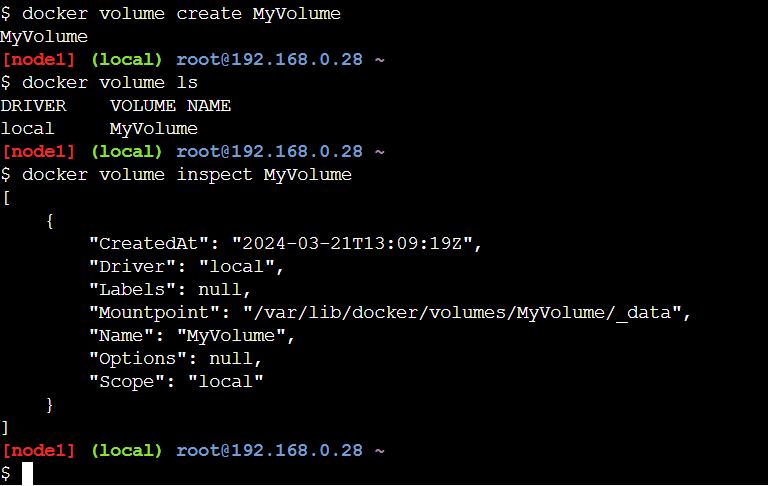 $ docker volume create MyVolume
MyVolume
[node1] (local) root@192.168.0.28 ~
$ docker volume ls
DRIVER    VOLUME NAME
local     MyVolume
[node1] (local) root@192.168.0.28 ~
$ docker volume inspect MyVolume
[
    {
        "CreatedAt": "2024-03-21T13:09:19Z",
        "Driver": "local",
        "Labels": null,
        "Mountpoint": "/var/lib/docker/volumes/MyVolume/_data",
        "Name": "MyVolume",
        "Options": null,
        "Scope": "local"
    }
]
[node1] (local) root@192.168.0.28 ~
$